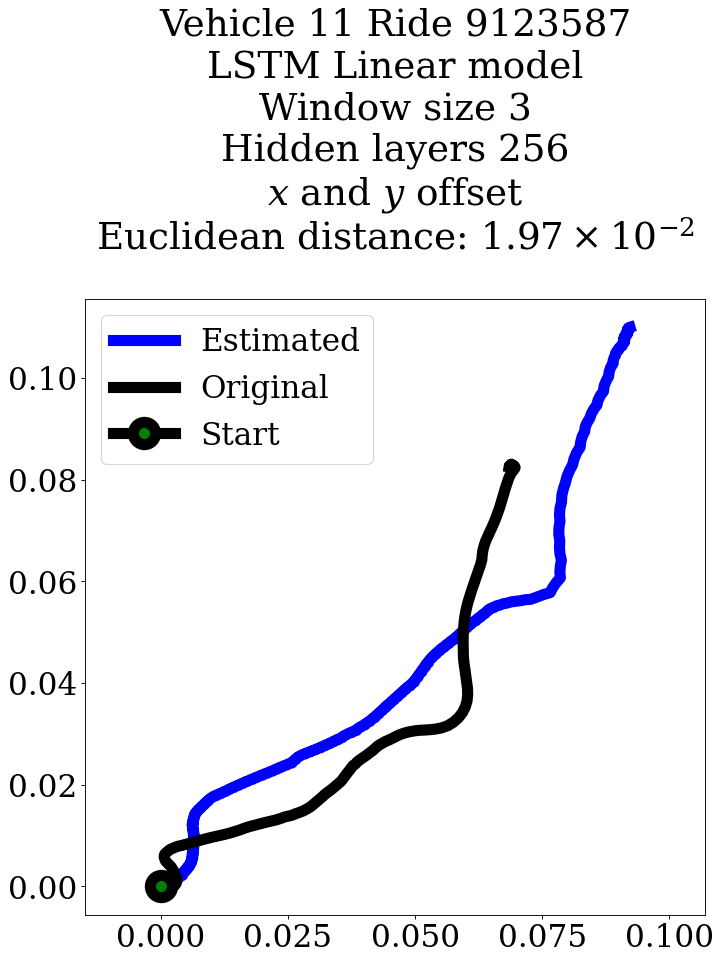 Vehicle 11 Ride 9123587
LSTM Linear model
Window size 3
Hidden layers 256
x and y offset
Euclidean distance: 1.97 × 10⁻²
Estimated
Original
Start
0.10
0.08
0.06
0.04
0.02
0.00
0.000 0.025 0.050 0.075 0.100